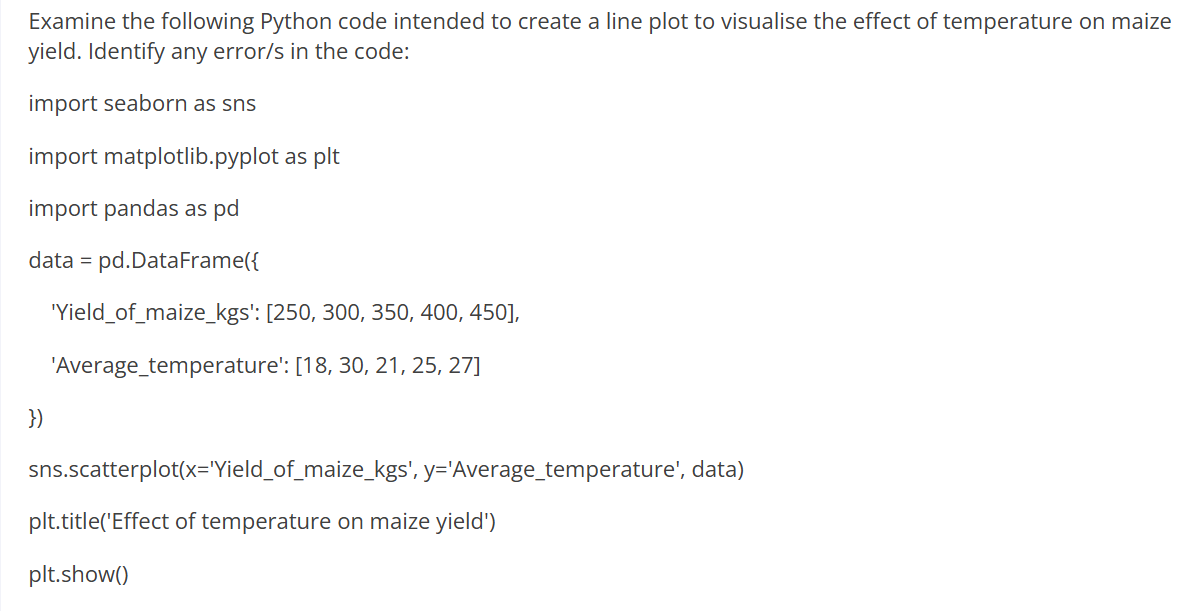 Examine the following Python code intended to create a line plot to visualise the effect of temperature on maize
yield. Identify any error/s in the code:
import seaborn as sns
import matplotlib.pyplot as plt
import pandas as pd
data = pd.DataFrame({
'Yield_of_maize_kgs': [250, 300, 350, 400, 450],
'Average_temperature': [18, 30, 21, 25, 27]
})
sns.scatterplot(x='Yield_of_maize_kgs', y='Average_temperature', data)
plt.title('Effect of temperature on maize yield')
plt.show()